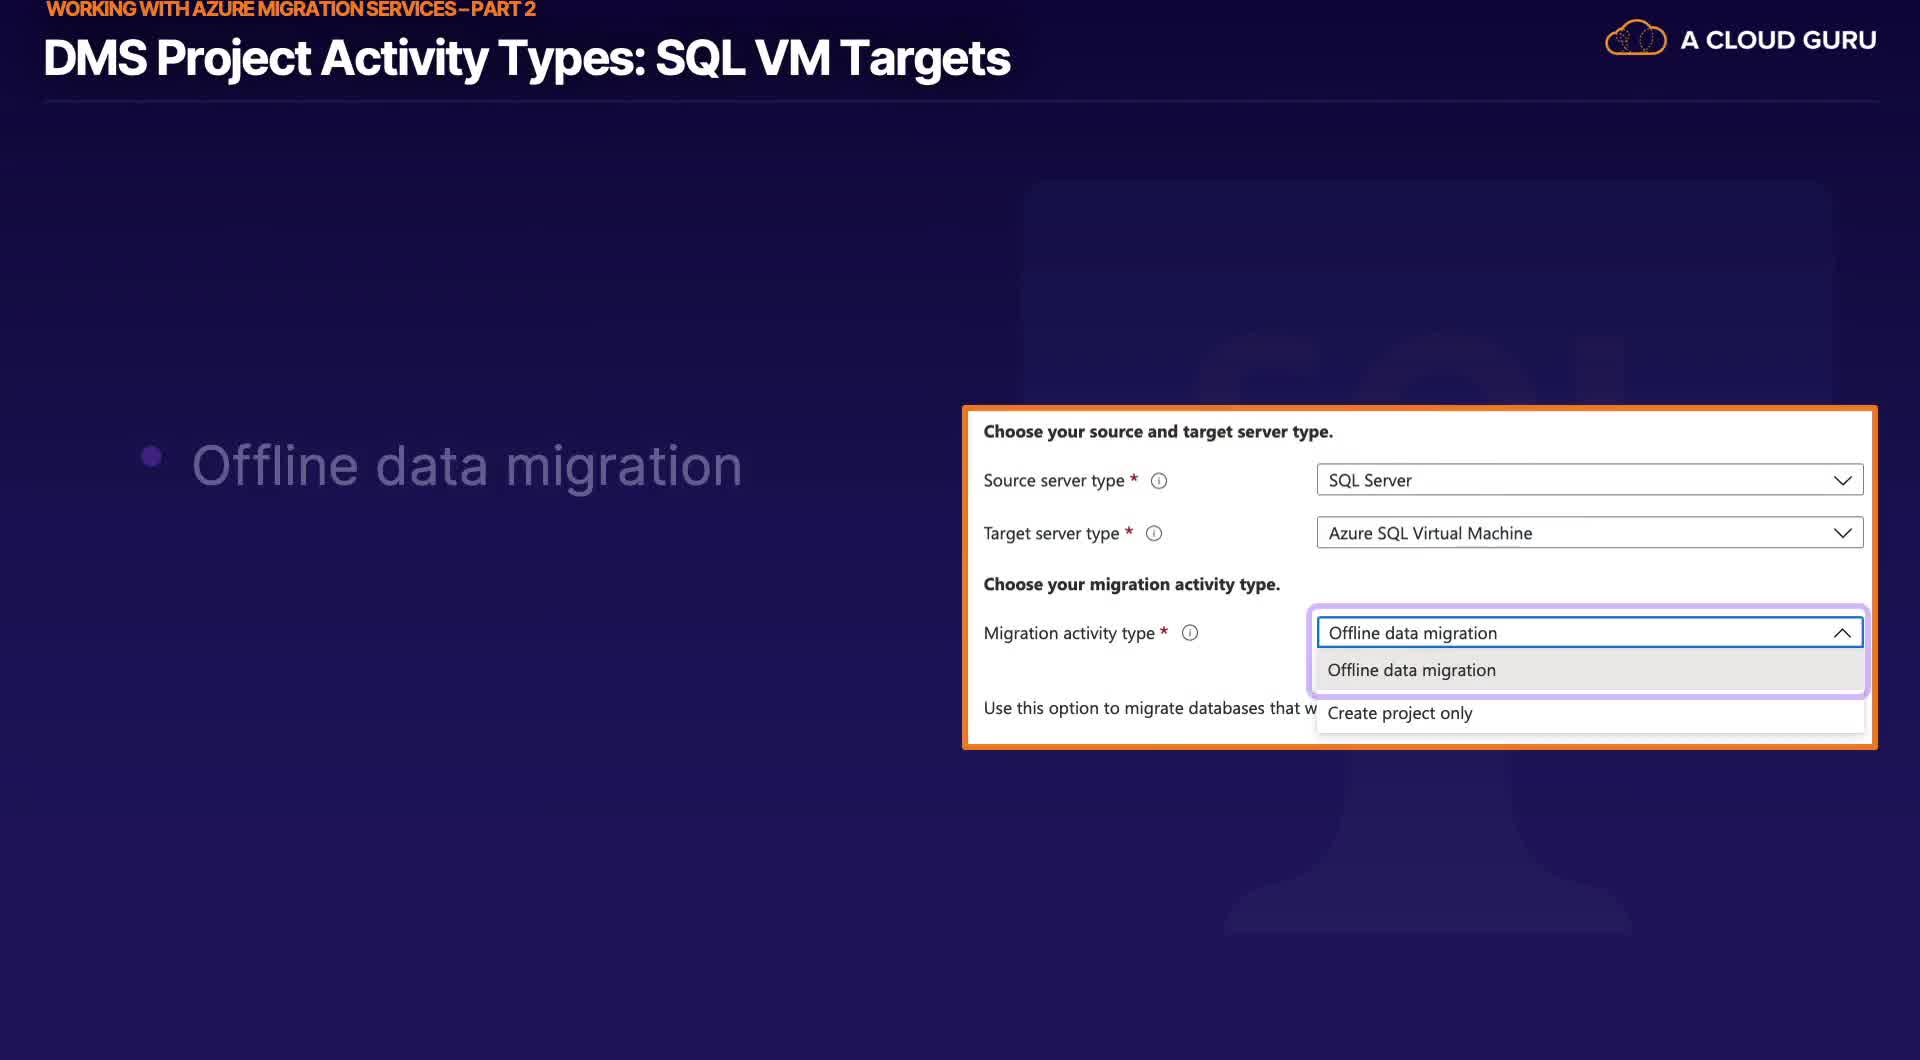 WORKING WITH AZURE MIGRATION SERVICES – PART 2
DMS Project Activity Types: SQL VM Targets
A CLOUD GURU
• Offline data migration
Choose your source and target server type.
Source server type *
SQL Server
Target server type *
Azure SQL Virtual Machine
Choose your migration activity type.
Migration activity type *
Offline data migration
Offline data migration
Use this option to migrate databases that w
Create project only